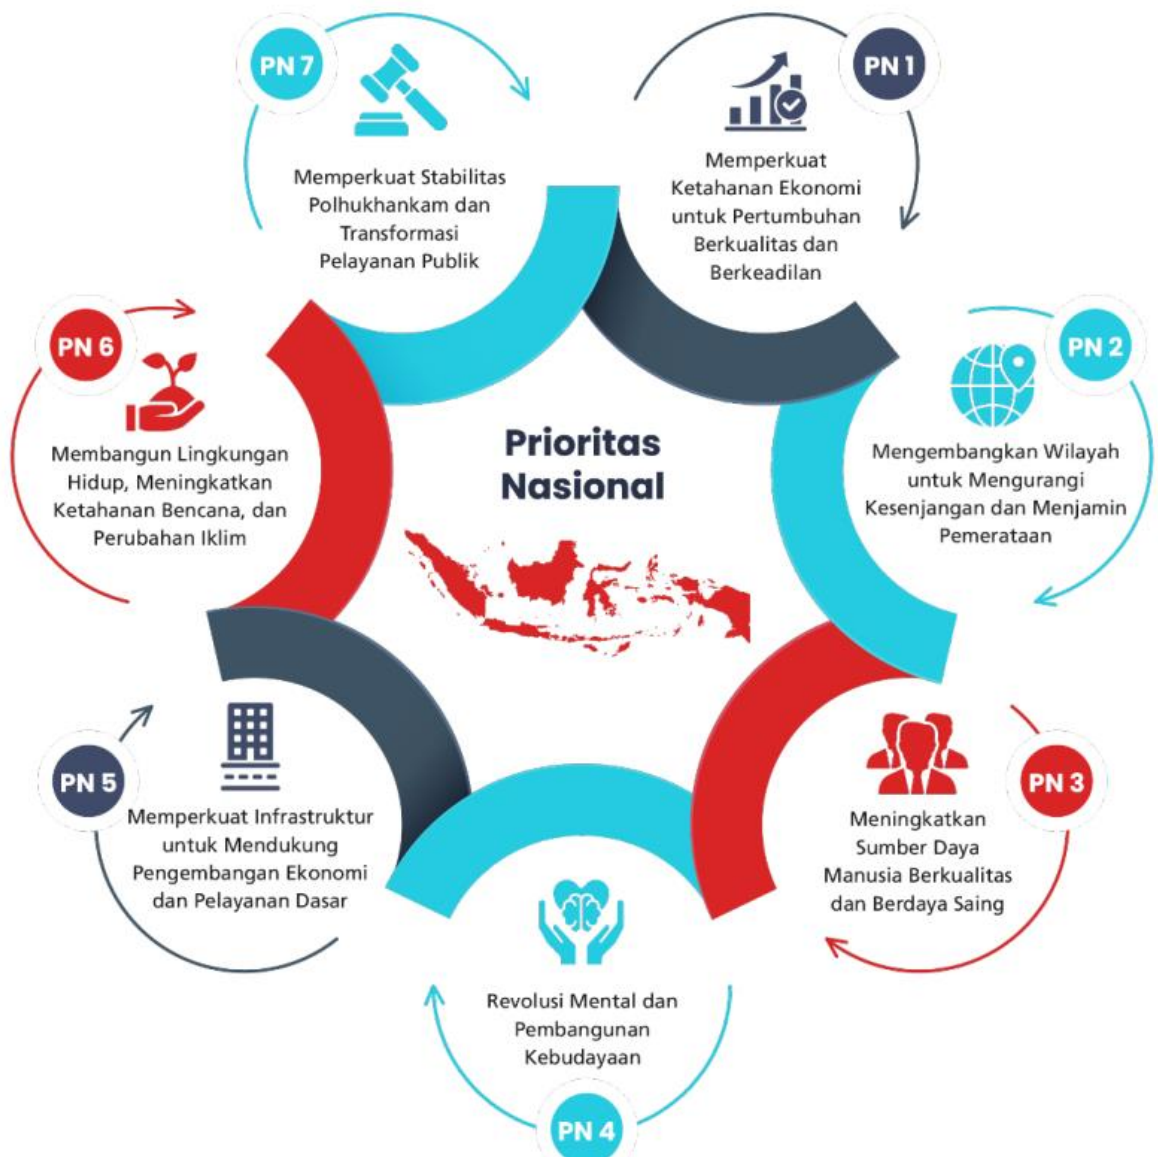 Prioritas
Nasional
PN 1
Memperkuat
Ketahanan Ekonomi
untuk Pertumbuhan
Berkualitas dan
Berkeadilan
PN 2
Mengembangkan Wilayah
untuk Mengurangi
Kesenjangan dan Menjamin
Pemerataan
PN 3
Meningkatkan
Sumber Daya
Manusia Berkualitas
dan Berdaya Saing
PN 4
Revolusi Mental dan
Pembangunan
Kebudayaan
PN 5
Memperkuat Infrastruktur
untuk Mendukung
Pengembangan Ekonomi
dan Pelayanan Dasar
PN 6
Membangun Lingkungan
Hidup, Meningkatkan
Ketahanan Bencana, dan
Perubahan Iklim
PN 7
Memperkuat Stabilitas
Polhukhankam dan
Transformasi
Pelayanan Publik